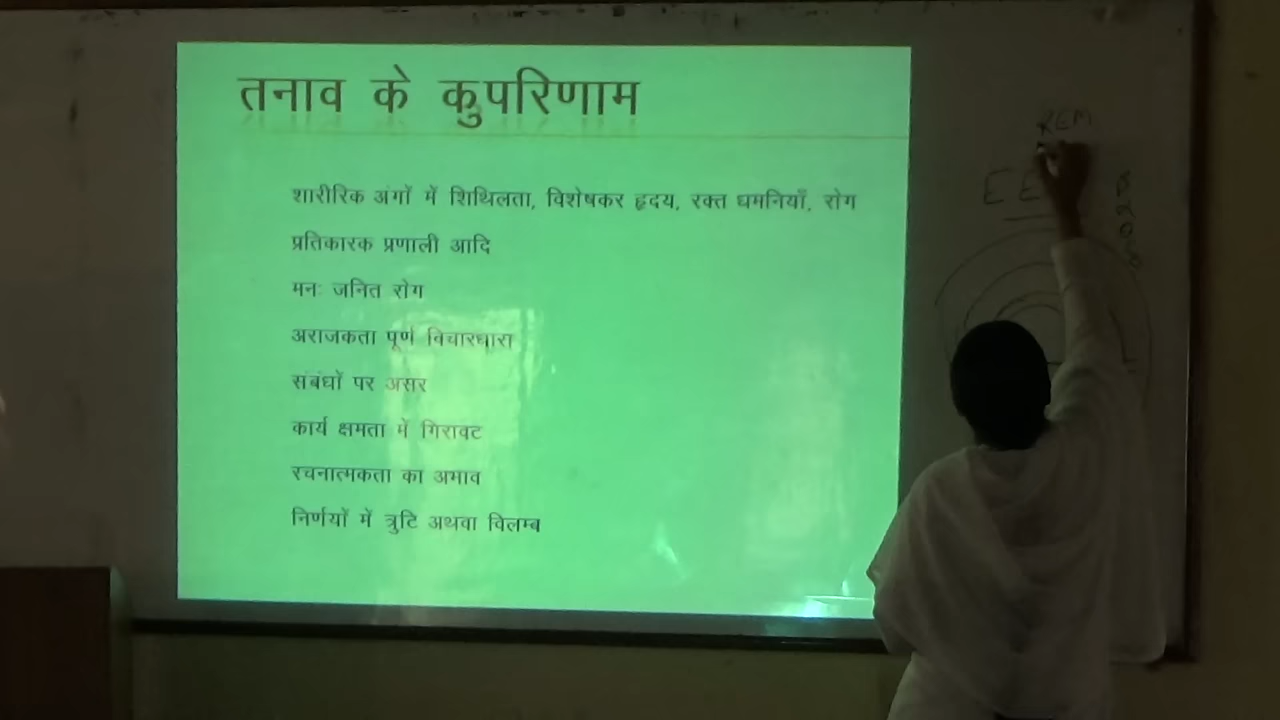 तनाव के कुपरिणाम
शारीरिक अंगों में शिथिलता, विशेषकर हृदय, रक्त धमनियाँ, रोग
प्रतिकारक प्रणाली आदि
मनः जनित रोग
अराजकता पूर्ण विचारधारा
संबंघों पर असर
कार्य क्षमता में गिरावट
रचनात्मकता का अभाव
निर्णयों में त्रुटि अथवा विलम्ब
REM